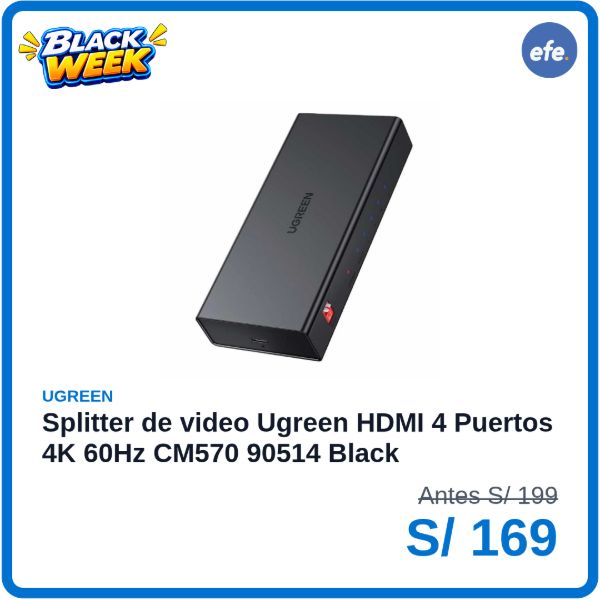 BLACK
WEEK
efe.
UGREEN
UGREEN
Splitter de video Ugreen HDMI 4 Puertos
4K 60Hz CM570 90514 Black
Antes S/ 199
S/ 169